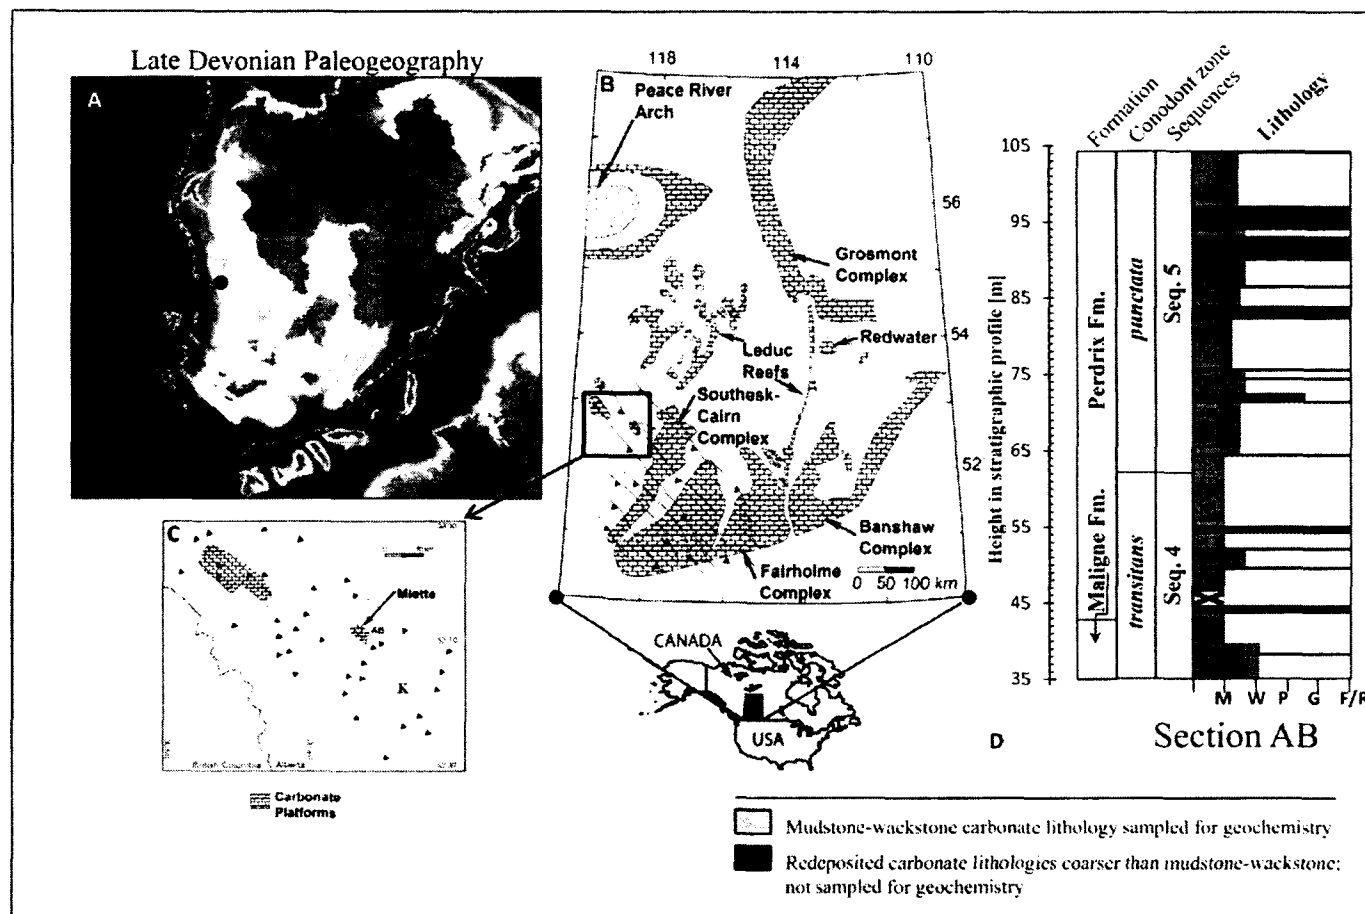 Late Devonian Paleogeography
A
B
118
114
110
Peace River
Arch
56
Grosmont
Complex
54
Redwater
Leduc
Reefs
Southesk-
Cairn
Complex
52
Banshaw
Complex
Fairholme
Complex
0 50 100 km
C
Miette
AB
K
British Columbia
Alberta
Carbonate
Platforms
CANADA
USA
D
Formation
Conodont zone
Sequences
Lithology
Height in stratigraphic profile [m]
105
95
85
75
65
55
45
35
Perdrix Fm.
Maligne Fm.
punctata
transitans
Seq. 5
Seq. 4
M W P G F/R
Section AB
Mudstone-wackstone carbonate lithology sampled for geochemistry
Redeposited carbonate lithologies coarser than mudstone-wackstone;
not sampled for geochemistry